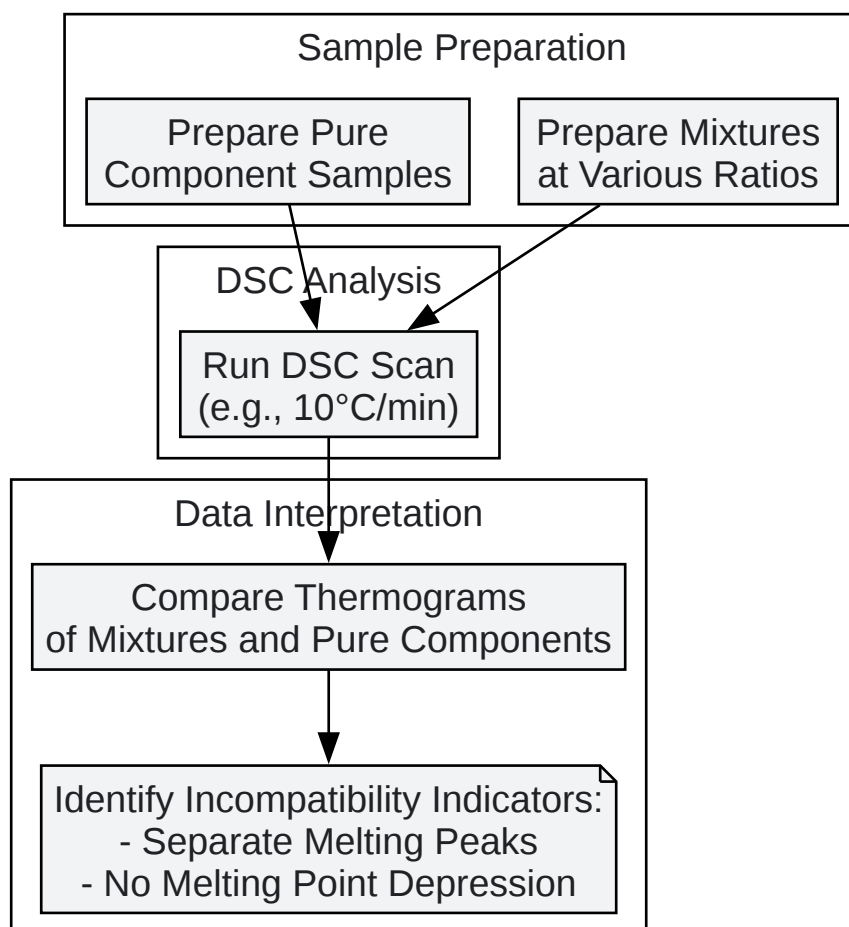 Sample Preparation
Prepare Pure
Component Samples
Prepare Mixtures
at Various Ratios
DSC Analysis
Run DSC Scan
(e.g., 10°C/min)
Data Interpretation
Compare Thermograms
of Mixtures and Pure Components
Identify Incompatibility Indicators:
- Separate Melting Peaks
- No Melting Point Depression